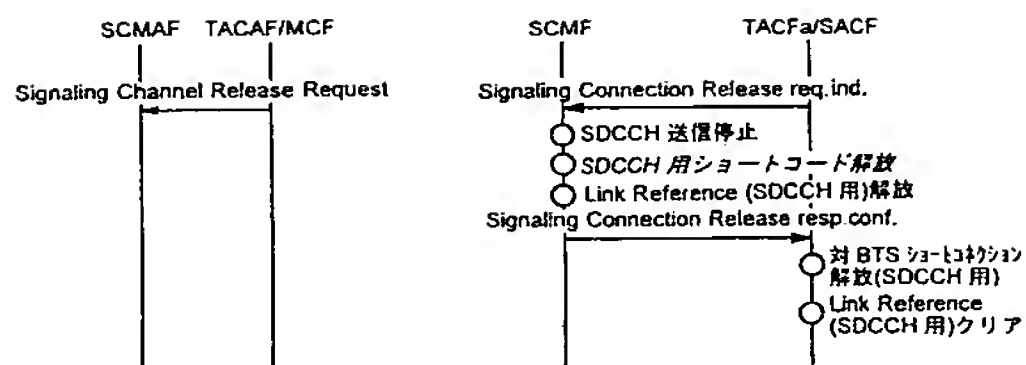 SCMAF TACAF/MCF SCMF TACFa/SACF
Signaling Channel Release Request
Signaling Connection Release req.ind.
SDCCH 送信停止
SDCCH 用ショートコード解放
Link Reference (SDCCH 用)解放
Signaling Connection Release resp.conf.
対 BTS ショートコネクション
解放(SDCCH 用)
Link Reference
(SDCCH 用)クリア